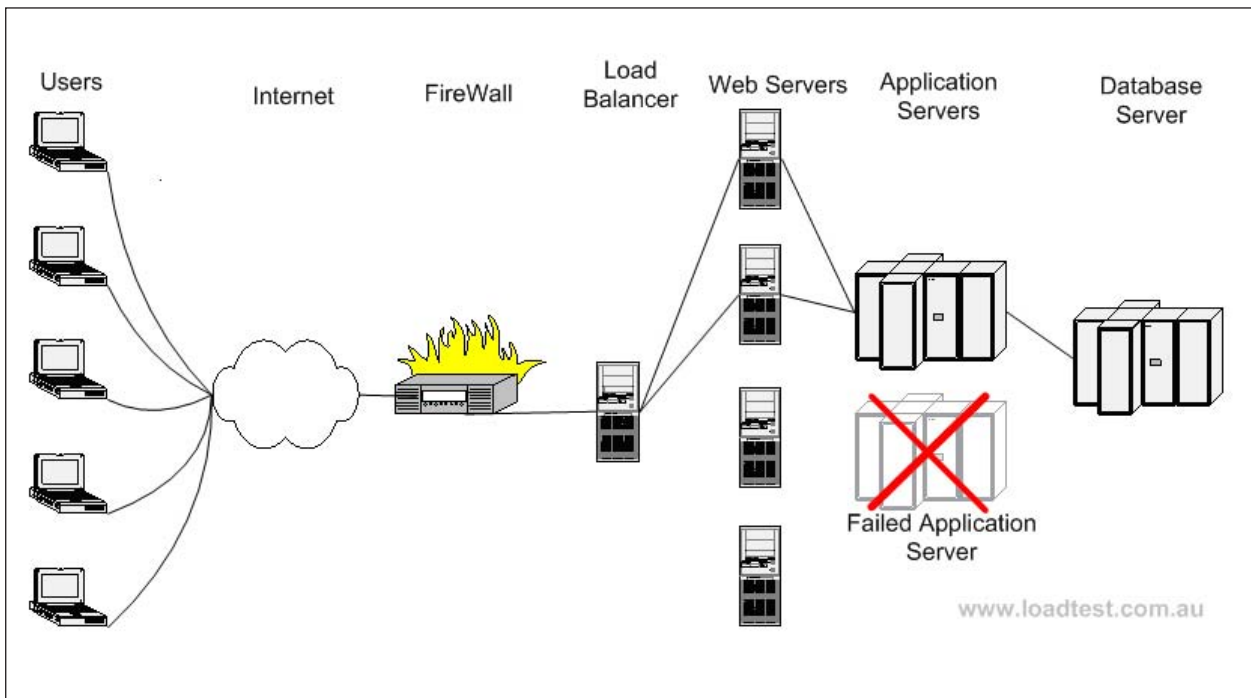 Users
Internet
FireWall
Load
Balancer
Web Servers
Application
Servers
Database
Server
Failed Application
Server
www.loadtest.com.au